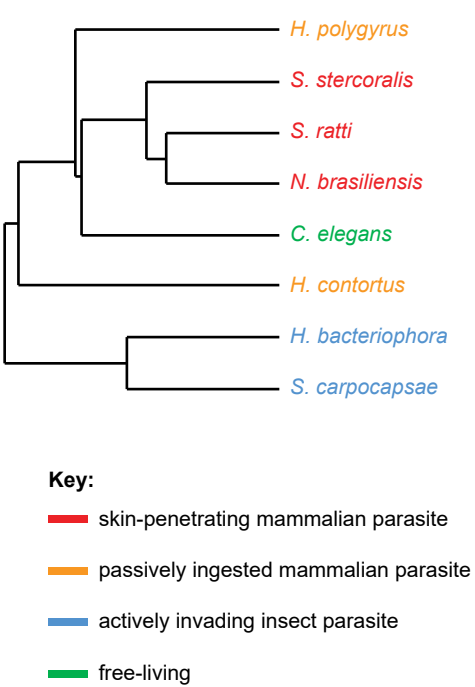 H. polygyrus
S. stercoralis
S. ratti
N. brasiliensis
C. elegans
H. contortus
H. bacteriophora
S. carpocapsae
Key:
skin-penetrating mammalian parasite
passively ingested mammalian parasite
actively invading insect parasite
free-living